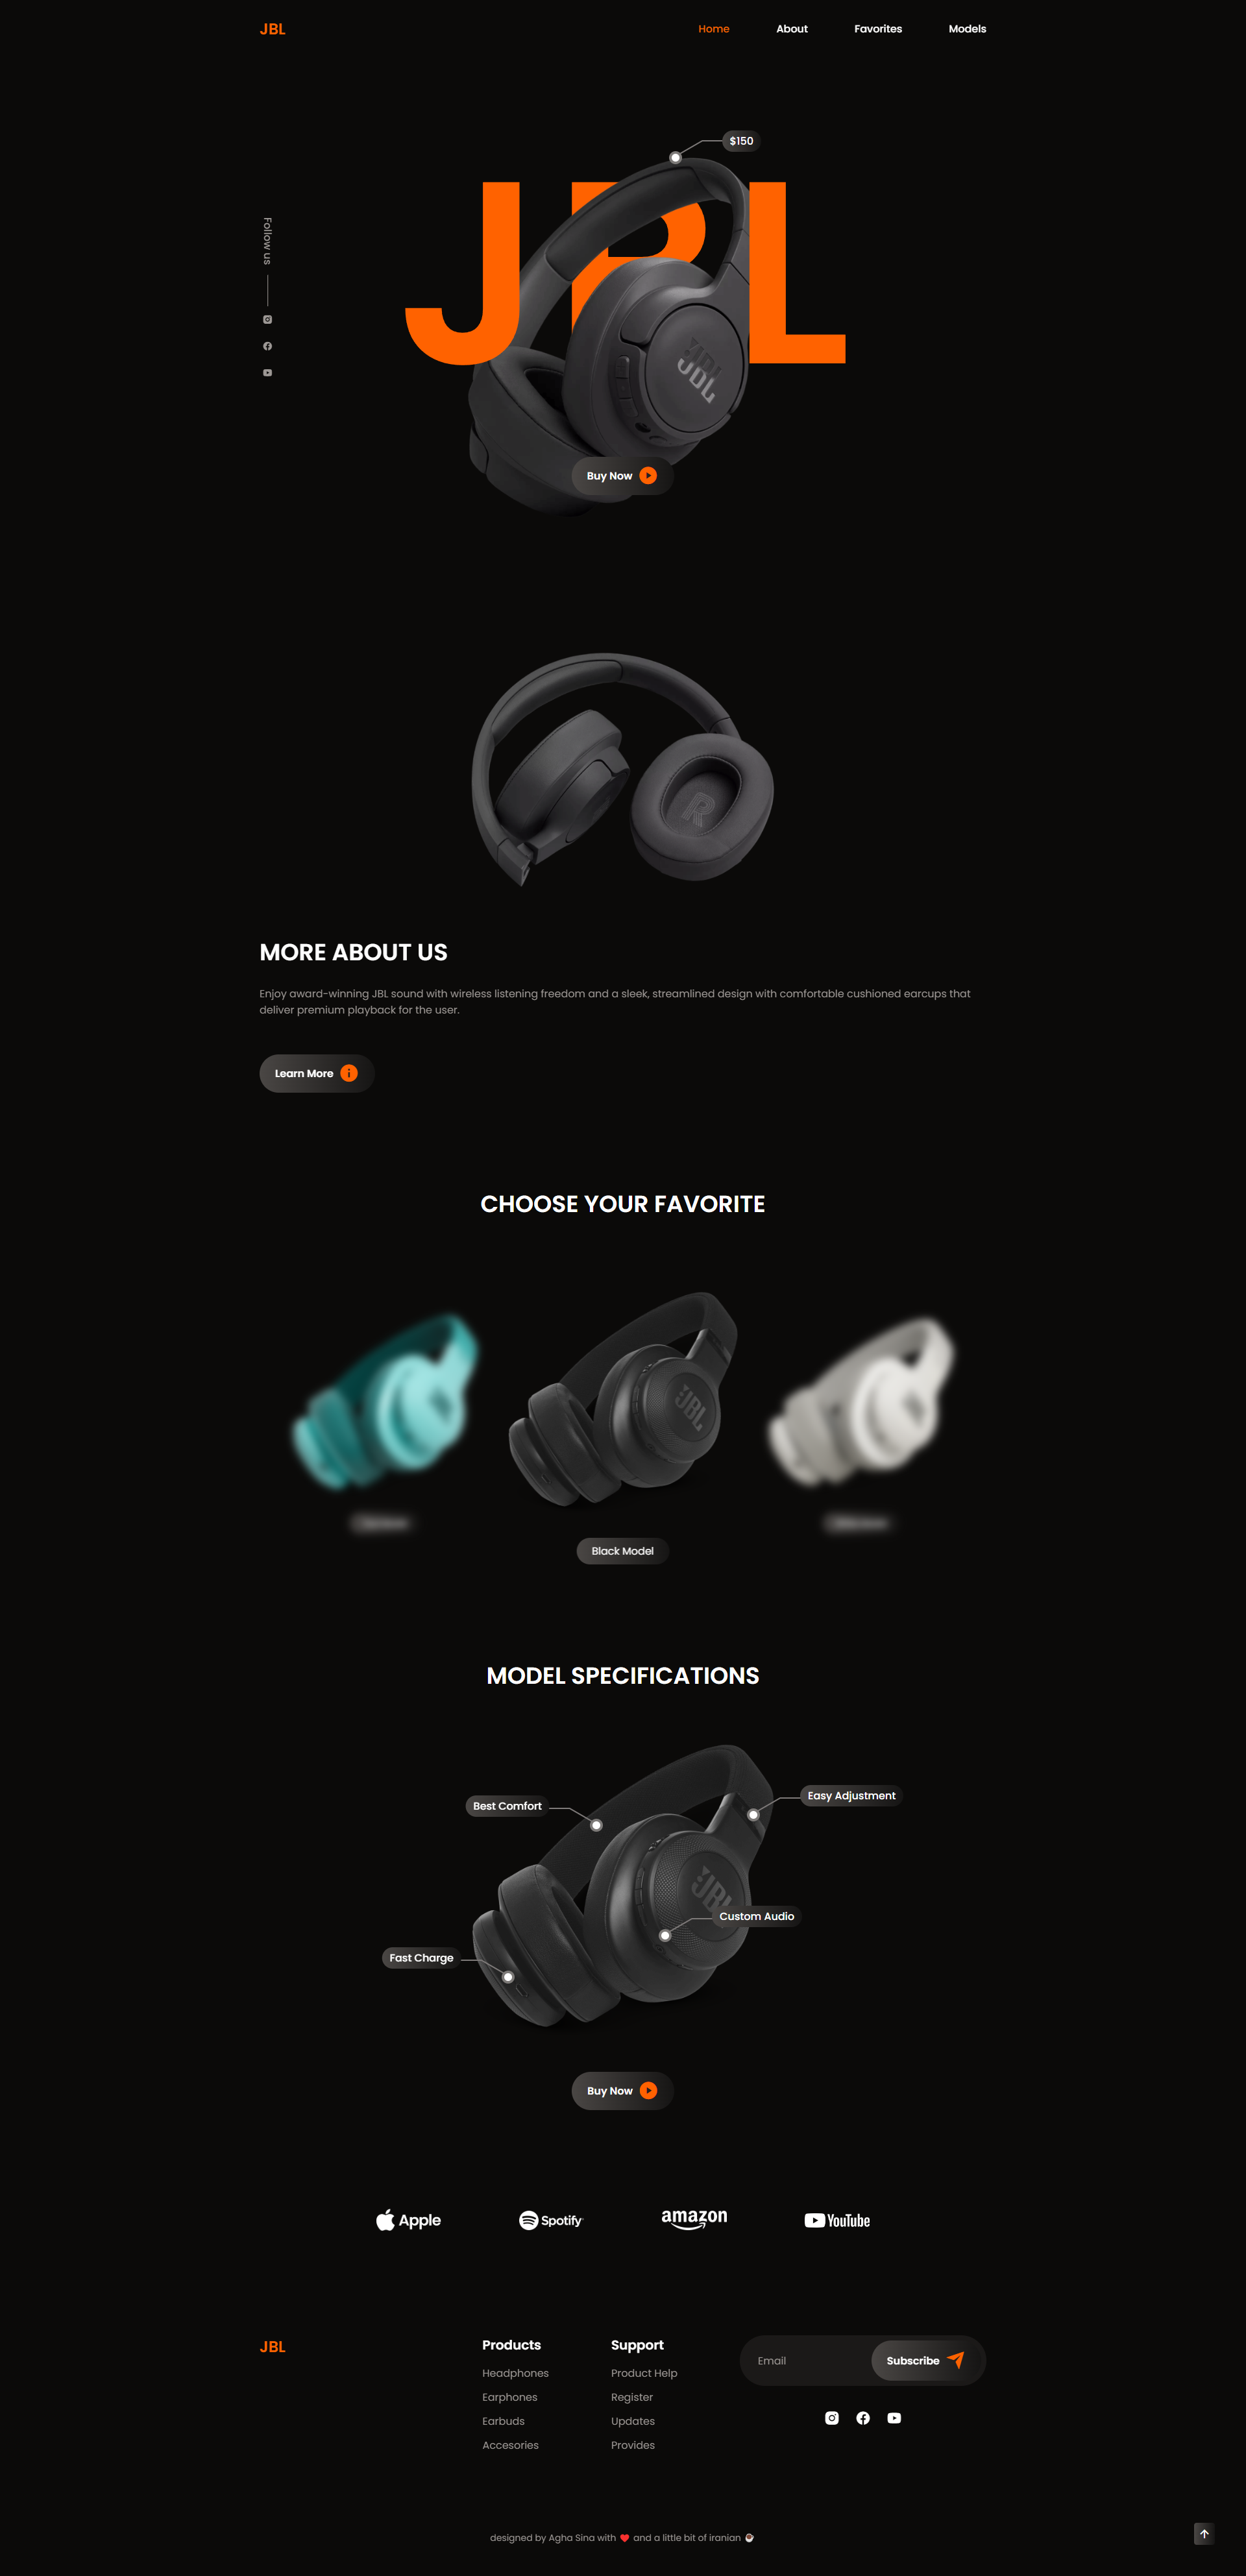 JBL
Home About Favorites Models
$150
JBL
Follow us
JBL
Buy Now
R
MORE ABOUT US
Enjoy award-winning JBL sound with wireless listening freedom and a sleek, streamlined design with comfortable cushioned earcups that
deliver premium playback for the user.
Learn More
CHOOSE YOUR FAVORITE
JBL
Black Model
MODEL SPECIFICATIONS
Easy Adjustment
Best Comfort
JBL
Custom Audio
Fast Charge
Buy Now
Apple Spotify amazon YouTube
JBL
Products
Headphones
Earphones
Earbuds
Accesories
Support
Product Help
Register
Updates
Provides
Email
Subscribe
designed by Agha Sina with ❤️ and a little bit of iranian